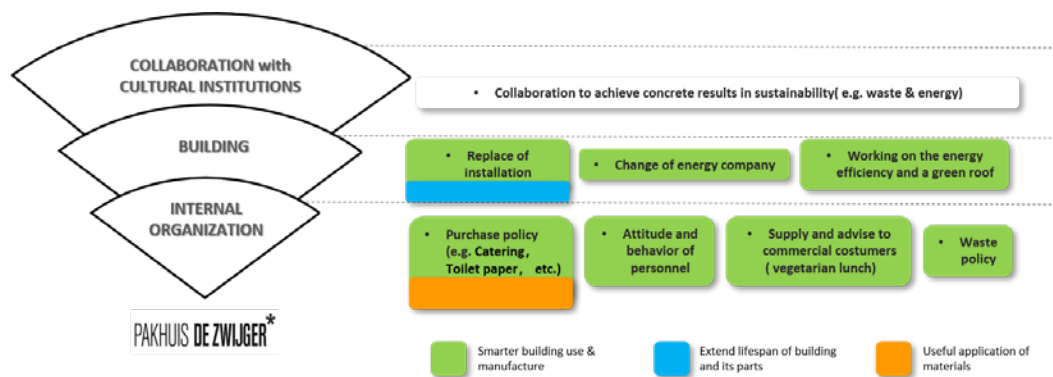 COLLABORATION with
CULTURAL INSTITUTIONS
• Collaboration to achieve concrete results in sustainability( e.g. waste & energy)
BUILDING
• Replace of
installation
• Change of energy company
• Working on the energy
efficiency and a green roof
INTERNAL
ORGANIZATION
• Purchase policy
(e.g. Catering,
Toilet paper, etc.)
• Attitude and
behavior of
personnel
• Supply and advise to
commercial costumers
( vegetarian lunch)
• Waste
policy
PAKHUIS DE ZWIJGER*
Smarter building use &
manufacture
Extend lifespan of building
and its parts
Useful application of
materials